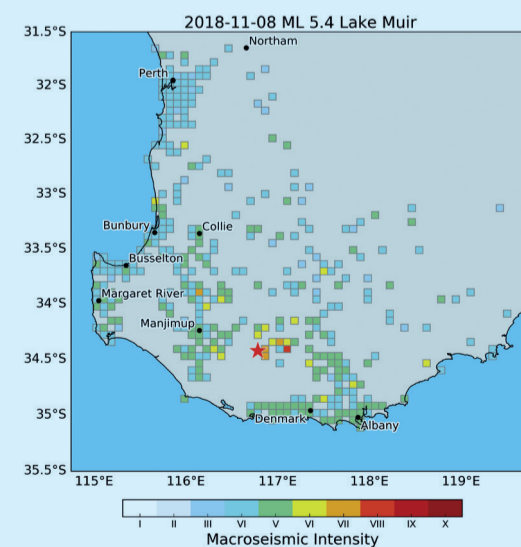 2018-11-08 ML 5.4 Lake Muir
31.5°S
Northam
Perth
32°S
32.5°S
33°S
Bunbury
Collie
33.5°S
Busselton
34°S
Margaret River
Manjimup
34.5°S
35°S
Denmark
Albany
35.5°S
115°E 116°E 117°E 118°E 119°E
I II III VI V VI VII VIII IX X
Macroseismic Intensity